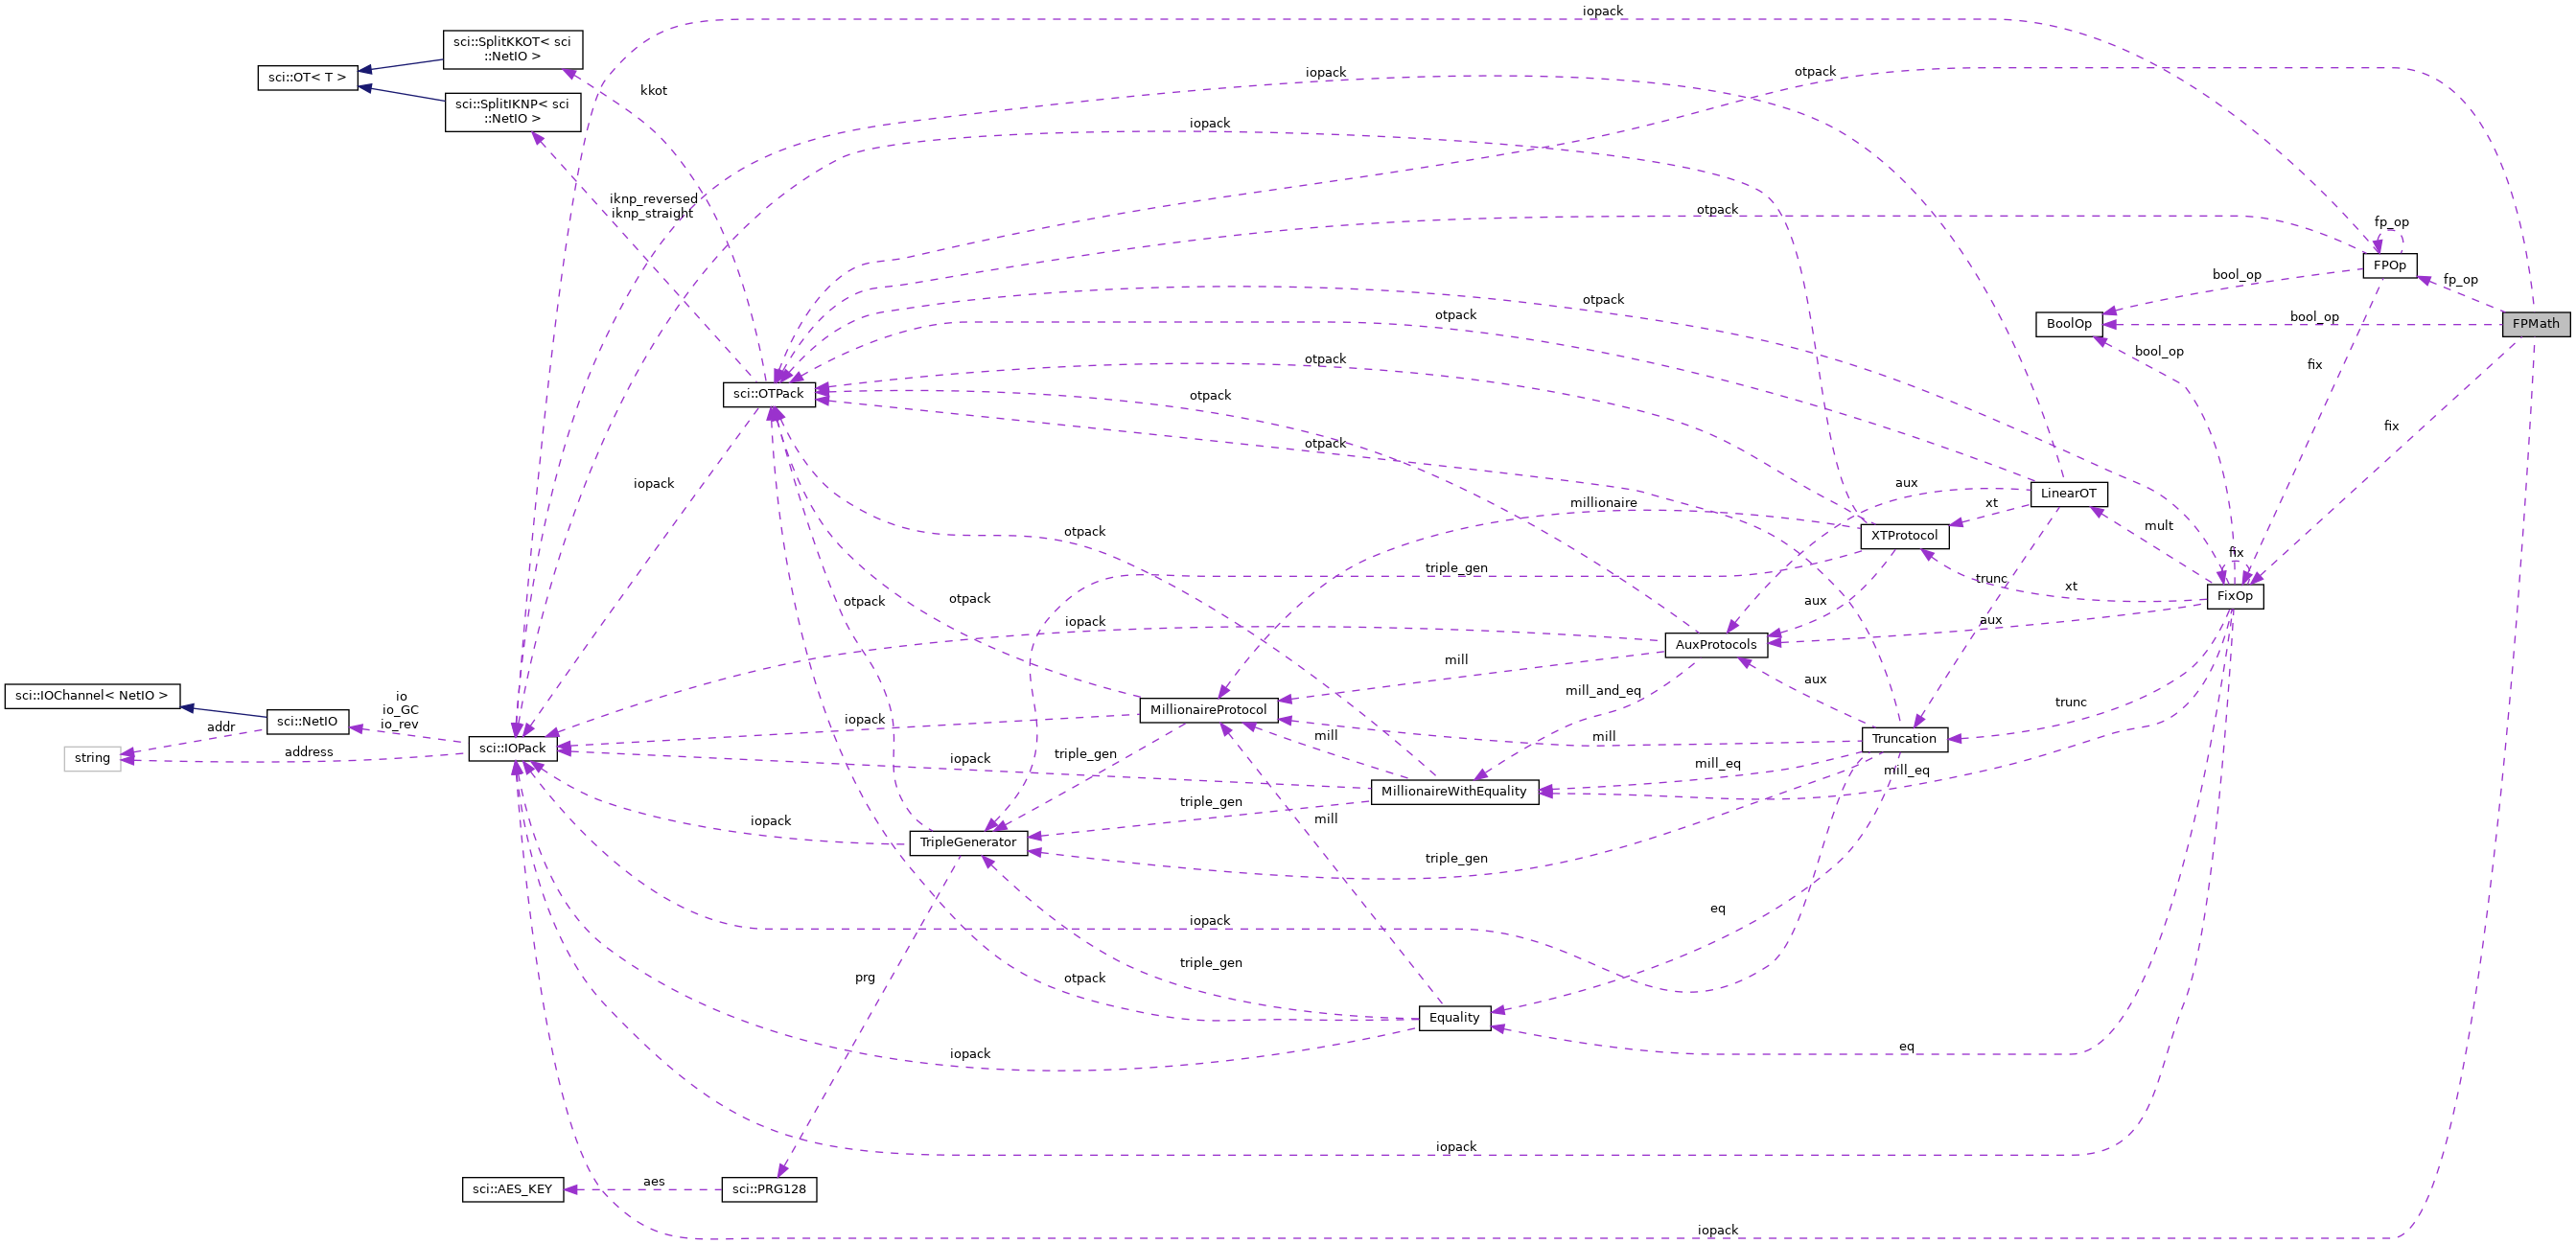 iopack
sci::SplitKKOT< sci
::NetIO >
sci::OT< T >
kkot
iopack
otpack
sci::SplitIKNP< sci
::NetIO >
iopack
iknp_reversed
iknp_straight
otpack
fp_op
FPOp
bool_op
fp_op
otpack
otpack
BoolOp
bool_op
FPMath
bool_op
otpack
fix
sci::OTPack
otpack
fix
otpack
iopack
aux
LinearOT
millionaire
xt
mult
otpack
XTProtocol
fix
triple_gen
trunc
xt
FixOp
otpack
otpack
aux
iopack
aux
AuxProtocols
mill
aux
mill_and_eq
sci::IOChannel< NetIO >
io
io_GC
io_rev
trunc
MillionaireProtocol
sci::NetIO
addr
iopack
mill
mill
Truncation
sci::IOPack
address
string
triple_gen
iopack
mill_eq
mill_eq
MillionaireWithEquality
triple_gen
iopack
mill
TripleGenerator
triple_gen
eq
iopack
triple_gen
prg
otpack
Equality
iopack
eq
iopack
aes
sci::AES_KEY
sci::PRG128
iopack